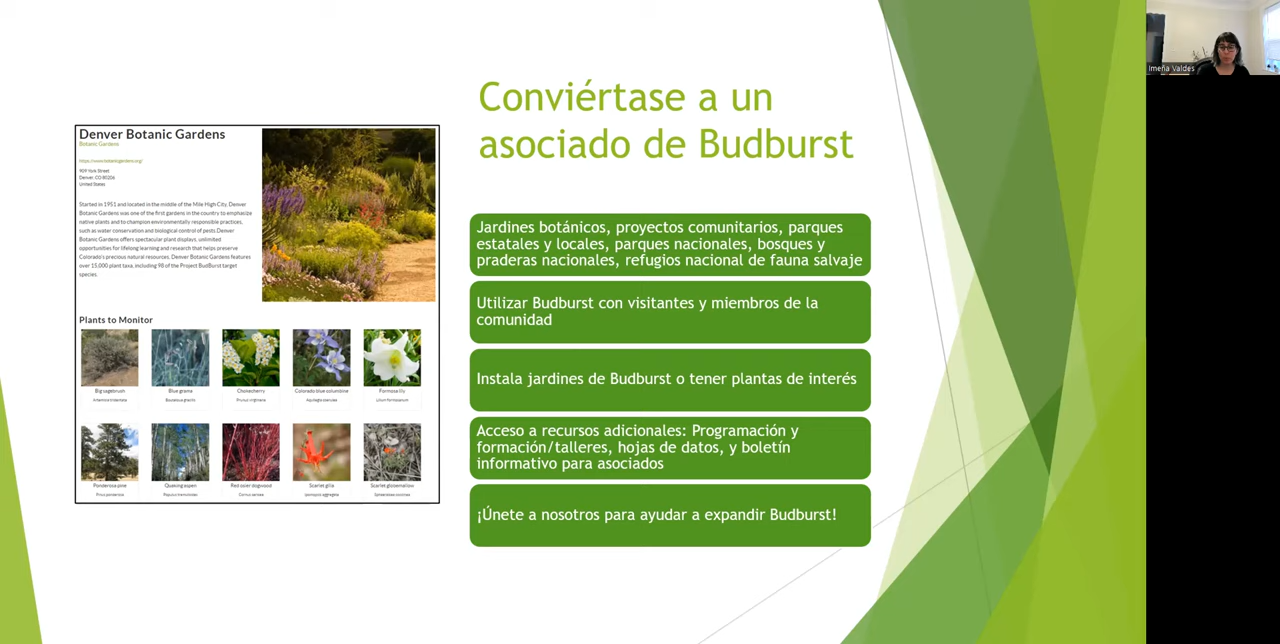 Conviértase a un
asociado de Budburst
Denver Botanic Gardens
Botanic Gardens
https://www.botanicgardens.org/
909 York Street
Denver, CO 80206
United States
Started in 1951 and located in the middle of the Mile High City, Denver
Botanic Gardens was one of the first gardens in the country to emphasize
native plants and to champion environmentally responsible practices,
such as water conservation and biological control of pests. Denver
Botanic Gardens offers spectacular plant displays, unlimited
opportunities for lifelong learning and research that helps preserve
Colorado's precious natural resources. Denver Botanic Gardens features
over 15,000 plant taxa, including 98 of the Project BudBurst target
species.
Plants to Monitor
Big sagebrush
Artemisia tridentata
Blue grama
Bouteloua gracilis
Chokecherry
Prunus virginiana
Colorado blue columbine
Aquilegia coerulea
Formosa lily
Lilium formosanum
Ponderosa pine
Pinus ponderosa
Quaking aspen
Populus tremuloides
Red osier dogwood
Cornus sericea
Scarlet gilia
Ipomopsis aggregata
Scarlet globemallow
Sphaeralcea coccinea
Jardines botánicos, proyectos comunitarios, parques
estatales y locales, parques nacionales, bosques y
praderas nacionales, refugios nacional de fauna salvaje
Utilizar Budburst con visitantes y miembros de la
comunidad
Instala jardines de Budburst o tener plantas de interés
Acceso a recursos adicionales: Programación y
formación/talleres, hojas de datos, y boletín
informativo para asociados
¡Únete a nosotros para ayudar a expandir Budburst!
Imeña Valdes